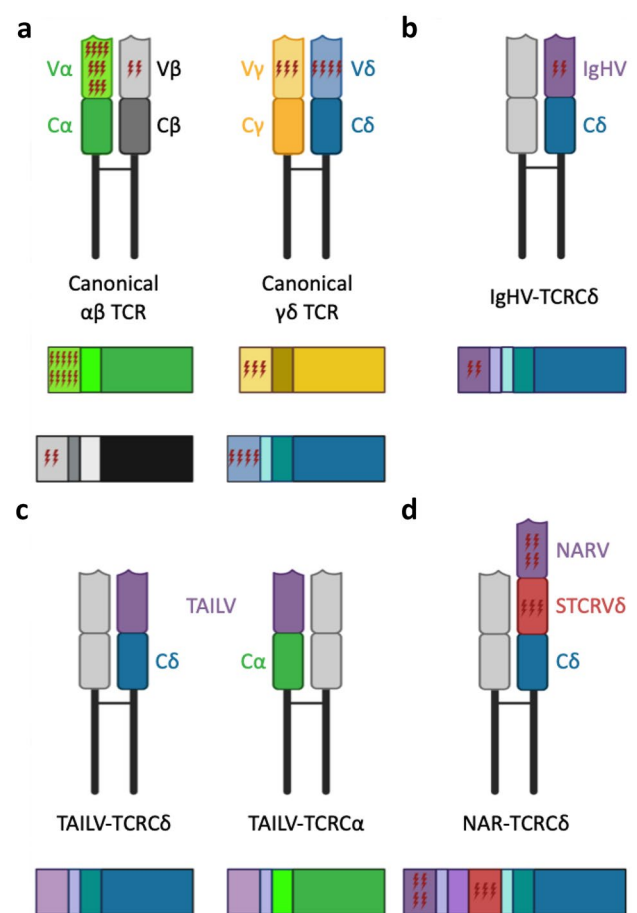 a
b
Vα
Vβ
Vγ
Vδ
IgHV
Cα
Cβ
Cγ
Cδ
Cδ
Canonical
αβ TCR
Canonical
γδ TCR
IgHV-TCRCδ
c
d
NARV
TAILV
STCRVδ
Cδ
Cα
Cδ
TAILV-TCRCδ
TAILV-TCRCα
NAR-TCRCδ